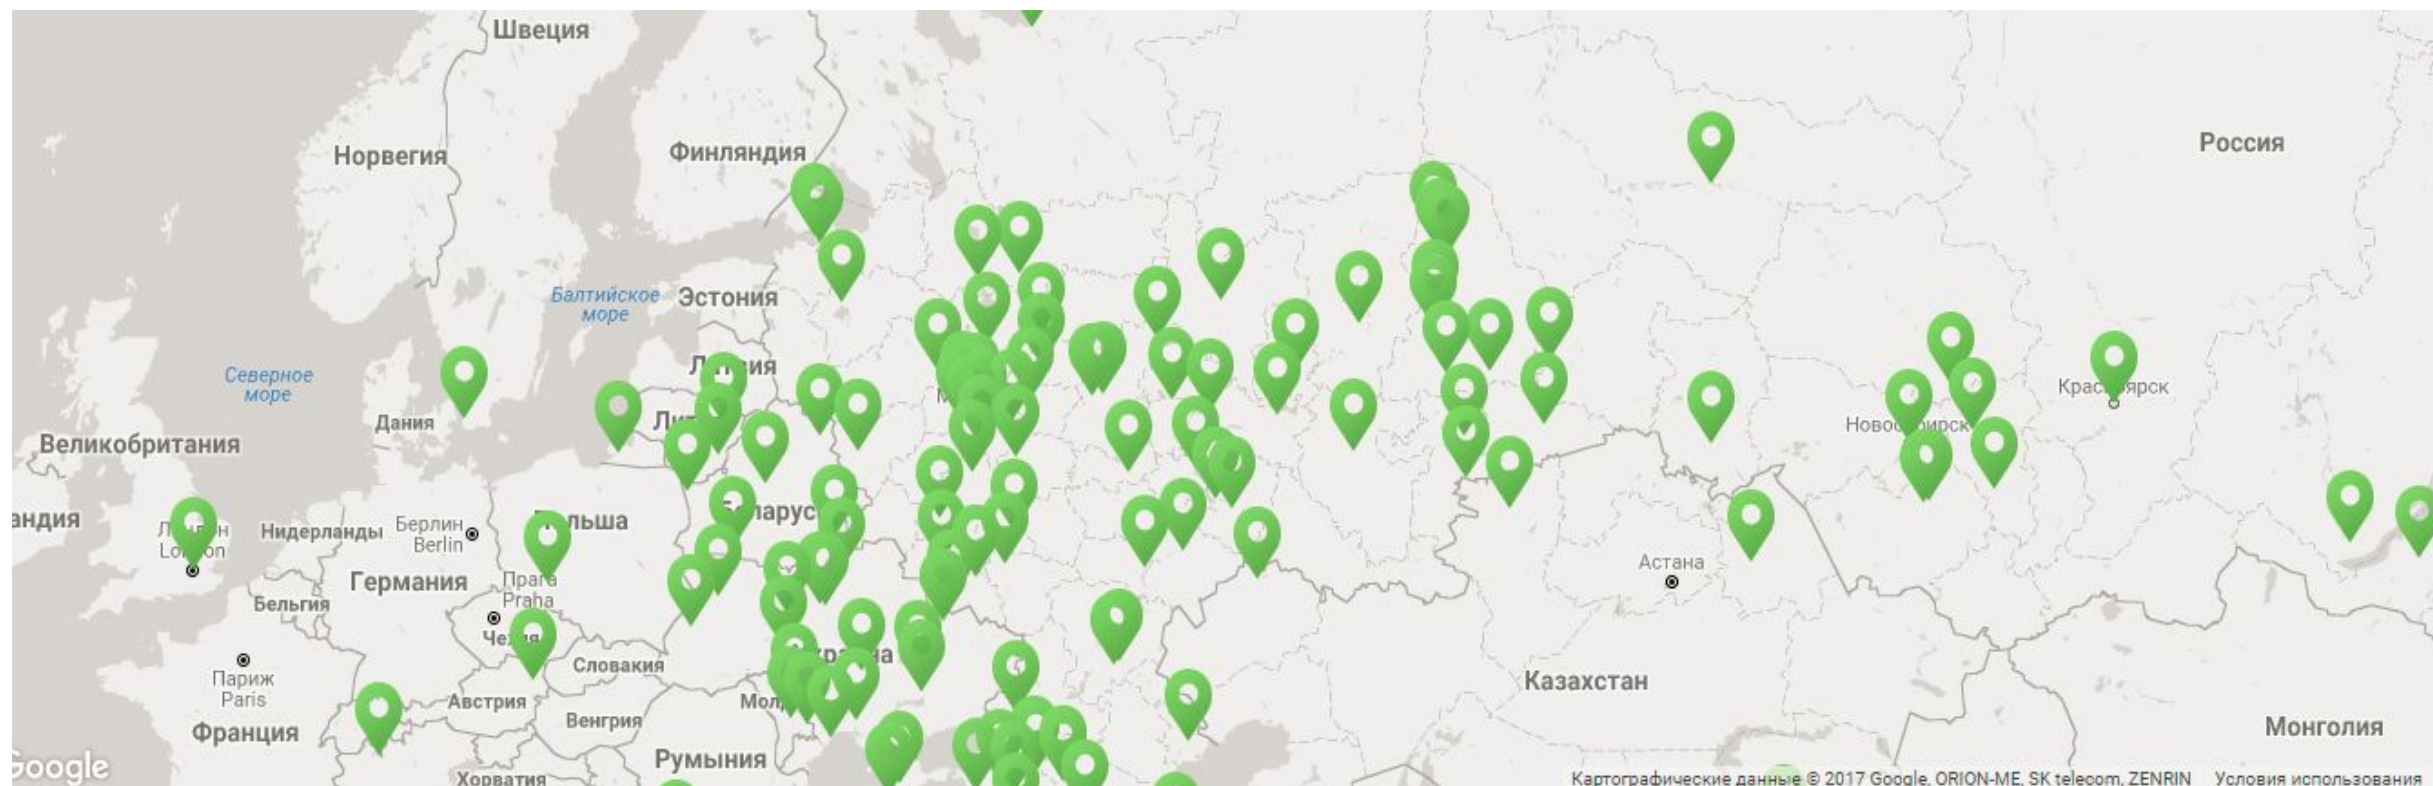 Швеция
Норвегия
Финляндия
Россия
Балтийское
море
Эстония
Северное
море
Дания
Великобритания
Нидерланды
Берлин
Berlin
Германия
Прага
Praha
Бельгия
Словакия
Париж
Paris
Австрия
Венгрия
Франция
Румыния
Хорватия
Астана
Казахстан
Монголия
Google
Картографические данные © 2017 Google, ORION-ME, SK telecom, ZENRIN
Условия использования